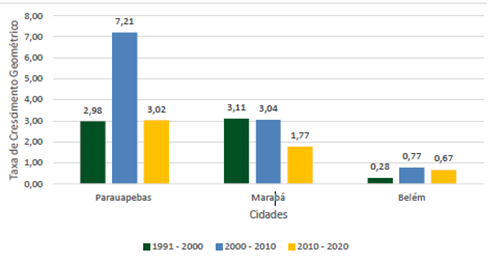 Taxa de Crescimento Geométrico
8,00
7,00
6,00
5,00
4,00
3,00
2,00
1,00
0,00
2,98
7,21
3,02
3,11
3,04
1,77
0,28
0,77
0,67
Parauapebas
Marabá
Belém
Cidades
1991 - 2000
2000 - 2010
2010 - 2020